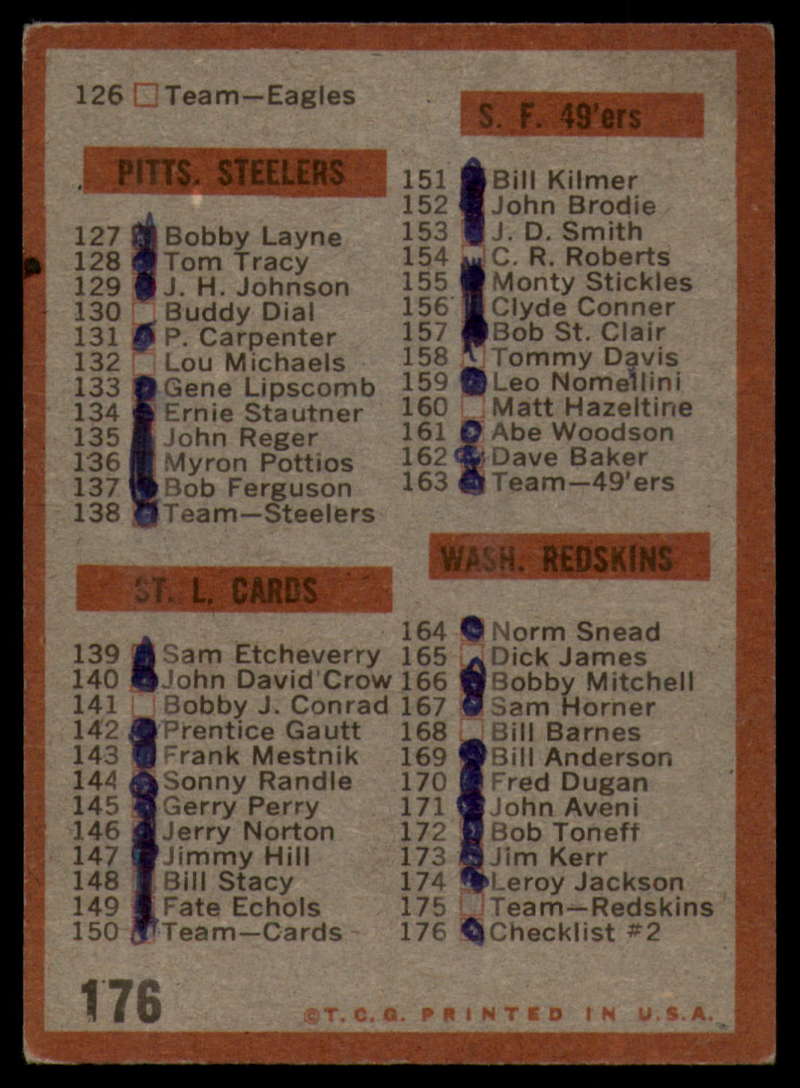 126 Team—Eagles
PITTS. STEELERS
127 Bobby Layne
128 Tom Tracy
129 J. H. Johnson
130 Buddy Dial
131 P. Carpenter
132 Lou Michaels
133 Gene Lipscomb
134 Ernie Stautner
135 John Reger
136 Myron Pottios
137 Bob Ferguson
138 Team—Steelers
ST. L. CARDS
139 Sam Etcheverry
140 John David Crow
141 Bobby J. Conrad
142 Prentice Gautt
143 Frank Mestnik
144 Sonny Randle
145 Gerry Perry
146 Jerry Norton
147 Jimmy Hill
148 Bill Stacy
149 Fate Echols
150 Team—Cards
S. F. 49'ers
151 Bill Kilmer
152 John Brodie
153 J. D. Smith
154 C. R. Roberts
155 Monty Stickles
156 Clyde Conner
157 Bob St. Clair
158 Tommy Davis
159 Leo Nomellini
160 Matt Hazeltine
161 Abe Woodson
162 Dave Baker
163 Team—49'ers
WASH. REDSKINS
164 Norm Snead
165 Dick James
166 Bobby Mitchell
167 Sam Horner
168 Bill Barnes
169 Bill Anderson
170 Fred Dugan
171 John Aveni
172 Bob Toneff
173 Jim Kerr
174 Leroy Jackson
175 Team—Redskins
176 Checklist #2
176
©T.C.G. PRINTED IN U.S.A.